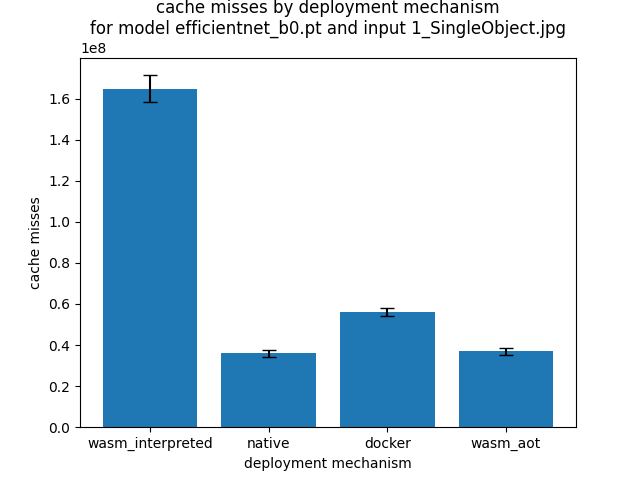 cache misses by deployment mechanism
for model efficientnet_b0.pt and input 1_SingleObject.jpg
1e8
1.6
1.4
1.2
1.0
0.8
0.6
0.4
0.2
0.0
cache misses
wasm_interpreted native docker wasm_aot
deployment mechanism